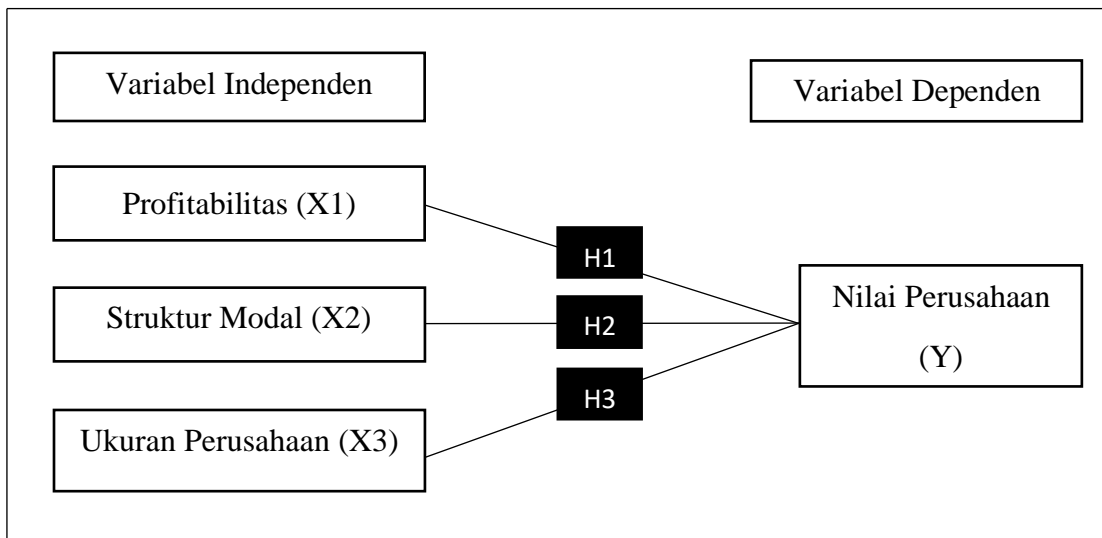 Variabel Independen
Variabel Dependen
Profitabilitas (X1)
H1
Struktur Modal (X2)
H2
Nilai Perusahaan
(Y)
H3
Ukuran Perusahaan (X3)